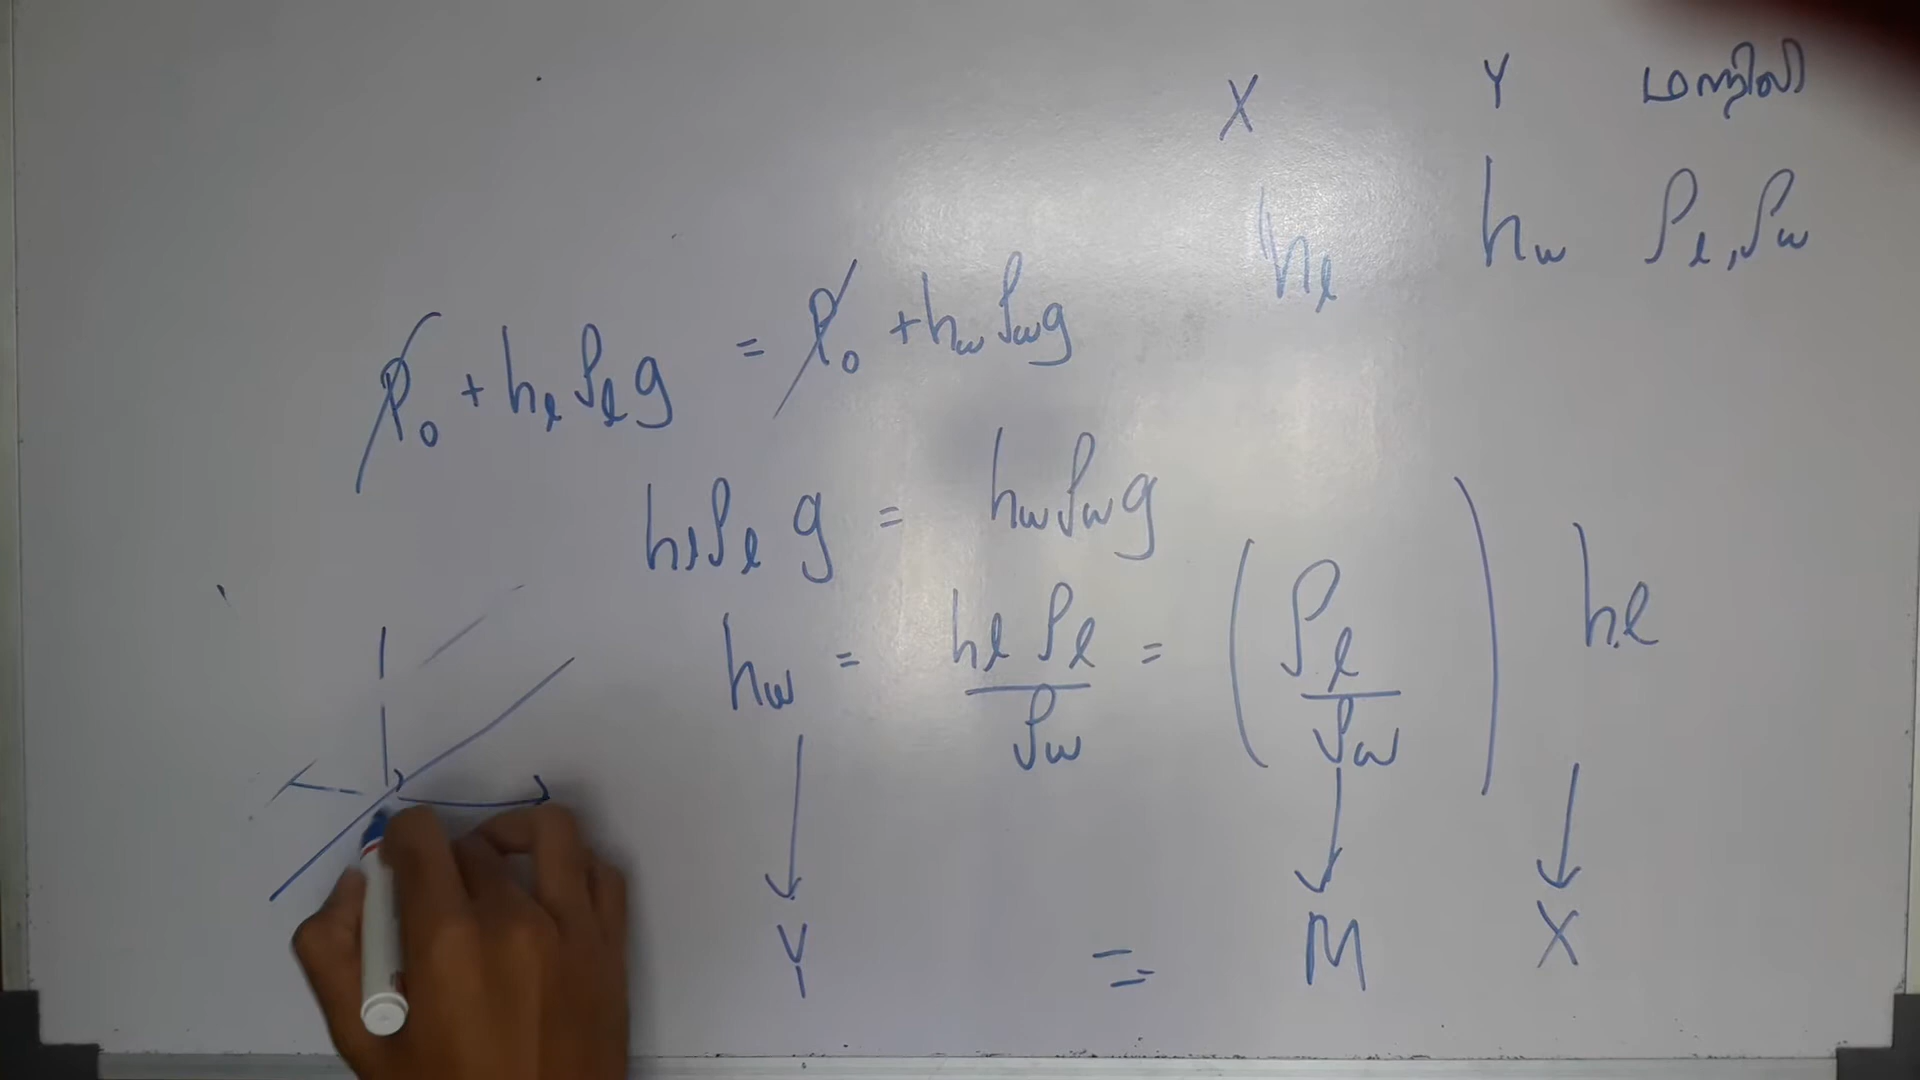 X Y மாறிலி
hℓ hw ρℓ, ρw
P₀ + hℓ ρℓ g = P₀ + hw ρw g
hℓ ρℓ g = hw ρw g
hw = hℓ ρℓ / ρw = ( ρℓ / ρw ) hℓ
Y = M X